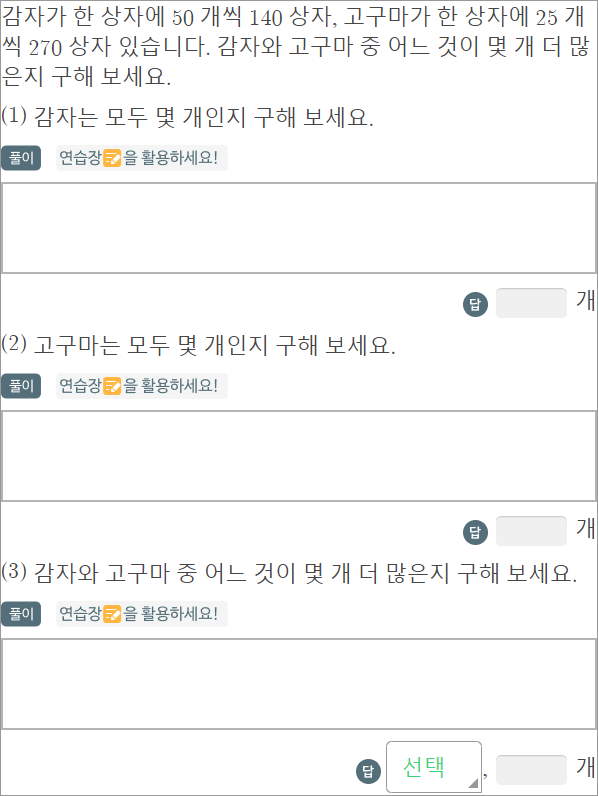 감자가 한 상자에 50 개씩 140 상자, 고구마가 한 상자에 25 개
씩 270 상자 있습니다. 감자와 고구마 중 어느 것이 몇 개 더 많
은지 구해 보세요.
(1) 감자는 모두 몇 개인지 구해 보세요.
풀이 연습장을 활용하세요!
답 개
(2) 고구마는 모두 몇 개인지 구해 보세요.
풀이 연습장을 활용하세요!
답 개
(3) 감자와 고구마 중 어느 것이 몇 개 더 많은지 구해 보세요.
풀이 연습장을 활용하세요!
답 선택 , 개